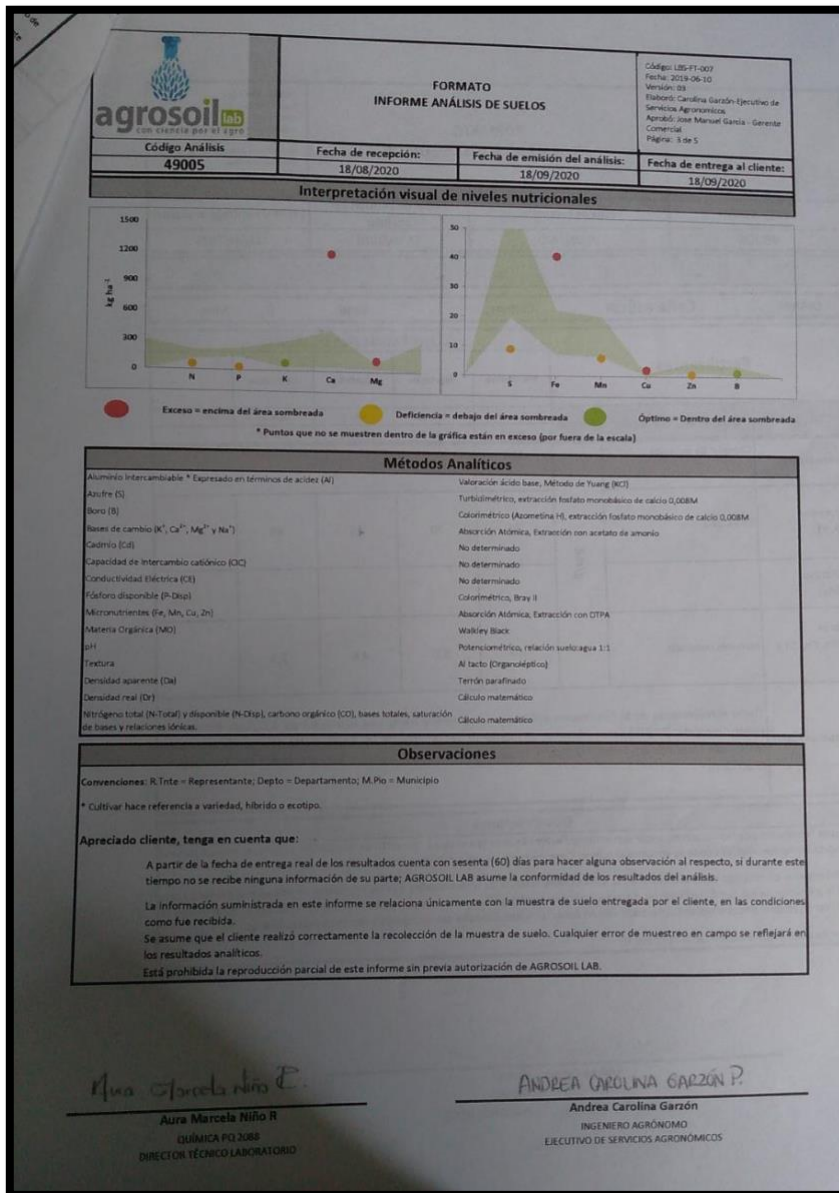 agrosoil lab
con ciencia por el agro
FORMATO
INFORME ANÁLISIS DE SUELOS
Código: LBS-FT-007
Fecha: 2019-06-10
Versión: 03
Elaboró: Carolina Garzón-Ejecutivo de
Servicios Agronomicos
Aprobó: Jose Manuel Garcia - Gerente
Comercial
Página: 3 de 5
Código Análisis
49005
Fecha de recepción:
18/08/2020
Fecha de emisión del análisis:
18/09/2020
Fecha de entrega al cliente:
18/09/2020
Interpretación visual de niveles nutricionales
kg ha⁻¹
1500
1200
900
600
300
0
N P K Ca Mg
50
40
30
20
10
0
S Fe Mn Cu Zn B
Exceso = encima del área sombreada
Deficiencia = debajo del área sombreada
Óptimo = Dentro del área sombreada
* Puntos que no se muestren dentro de la gráfica están en exceso (por fuera de la escala)
Métodos Analíticos
Aluminio Intercambiable * Expresado en términos de acidez (Al) Valoración ácido base, Método de Yuang (KCl)
Azufre (S) Turbidimétrico, extracción fosfato monobásico de calcio 0,008M
Boro (B) Colorimétrico (Azometina H), extracción fosfato monobásico de calcio 0,008M
Bases de cambio (K⁺, Ca²⁺, Mg²⁺ y Na⁺) Absorción Atómica, Extracción con acetato de amonio
Cadmio (Cd) No determinado
Capacidad de Intercambio catiónico (CIC) No determinado
Conductividad Eléctrica (CE) No determinado
Fósforo disponible (P-Disp) Colorimétrico, Bray II
Micronutrientes (Fe, Mn, Cu, Zn) Absorción Atómica, Extracción con DTPA
Materia Orgánica (MO) Walkley Black
pH Potenciométrico, relación suelo:agua 1:1
Textura Al tacto (Organoléptico)
Densidad aparente (Da) Terrón parafinado
Densidad real (Dr) Cálculo matemático
Nitrógeno total (N-Total) y disponible (N-Disp), carbono orgánico (CO), bases totales, saturación
de bases y relaciones iónicas. Cálculo matemático
Observaciones
Convenciones: R.Tnte = Representante; Depto = Departamento; M.Pio = Municipio
* Cultivar hace referencia a variedad, híbrido o ecotipo.
Apreciado cliente, tenga en cuenta que:
A partir de la fecha de entrega real de los resultados cuenta con sesenta (60) días para hacer alguna observación al respecto, si durante este
tiempo no se recibe ninguna información de su parte; AGROSOIL LAB asume la conformidad de los resultados del análisis.
La información suministrada en este informe se relaciona únicamente con la muestra de suelo entregada por el cliente, en las condiciones
como fue recibida.
Se asume que el cliente realizó correctamente la recolección de la muestra de suelo. Cualquier error de muestreo en campo se reflejará en
los resultados analíticos.
Está prohibida la reproducción parcial de este informe sin previa autorización de AGROSOIL LAB.
Aura Marcela Niño R.
Aura Marcela Niño R
QUÍMICA PQ 2088
DIRECTOR TÉCNICO LABORATORIO
ANDREA CAROLINA GARZÓN P.
Andrea Carolina Garzón
INGENIERO AGRÓNOMO
EJECUTIVO DE SERVICIOS AGRONÓMICOS